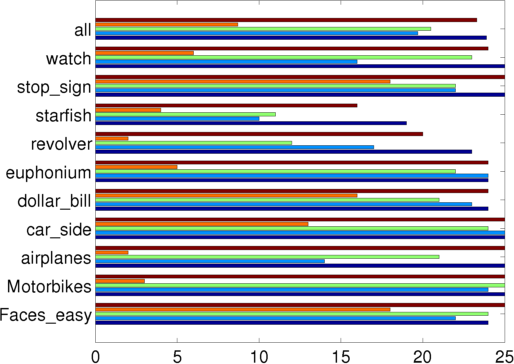 all
watch
stop_sign
starfish
revolver
euphonium
dollar_bill
car_side
airplanes
Motorbikes
Faces_easy
0 5 10 15 20 25